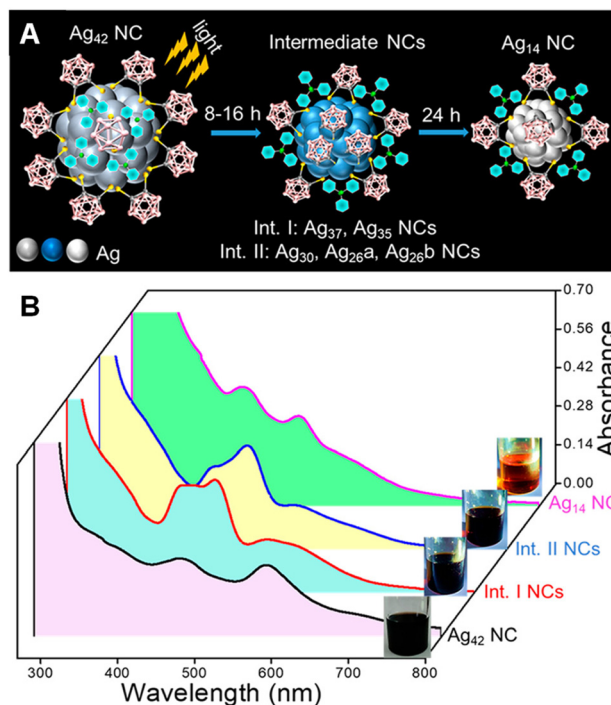 A
Ag42 NC
light
Intermediate NCs
Ag14 NC
8-16 h
24 h
Int. I: Ag37, Ag35 NCs
Int. II: Ag30, Ag26a, Ag26b NCs
Ag
B
0.70
0.56
0.42
0.28
0.14
0.00
Absorbance
Ag14 NC
Int. II NCs
Int. I NCs
Ag42 NC
300 400 500 600 700 800
Wavelength (nm)